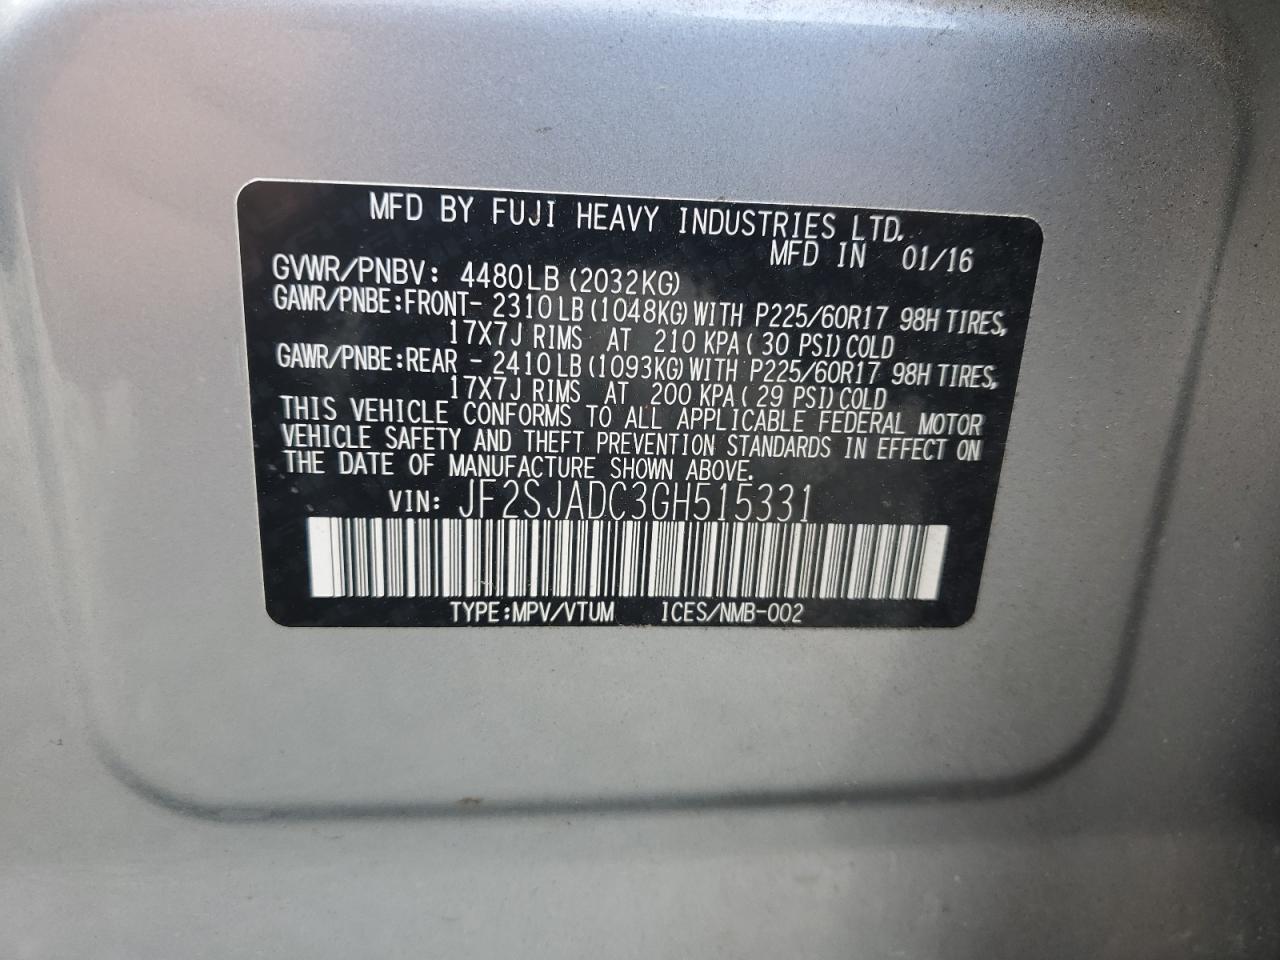 MFD BY FUJI HEAVY INDUSTRIES LTD.
MFD IN 01/16
GVWR/PNBV: 4480LB (2032KG)
GAWR/PNBE:FRONT- 2310LB (1048KG) WITH P225/60R17 98H TIRES,
17X7J RIMS AT 210 KPA( 30 PSI) COLD
GAWR/PNBE:REAR - 2410LB (1093KG) WITH P225/60R17 98H TIRES,
17X7J RIMS AT 200 KPA( 29 PSI) COLD
THIS VEHICLE CONFORMS TO ALL APPLICABLE FEDERAL MOTOR
VEHICLE SAFETY AND THEFT PREVENTION STANDARDS IN EFFECT ON
THE DATE OF MANUFACTURE SHOWN ABOVE.
VIN: JF2SJADC3GH515331
TYPE:MPV/VTUM ICES/NMB-002